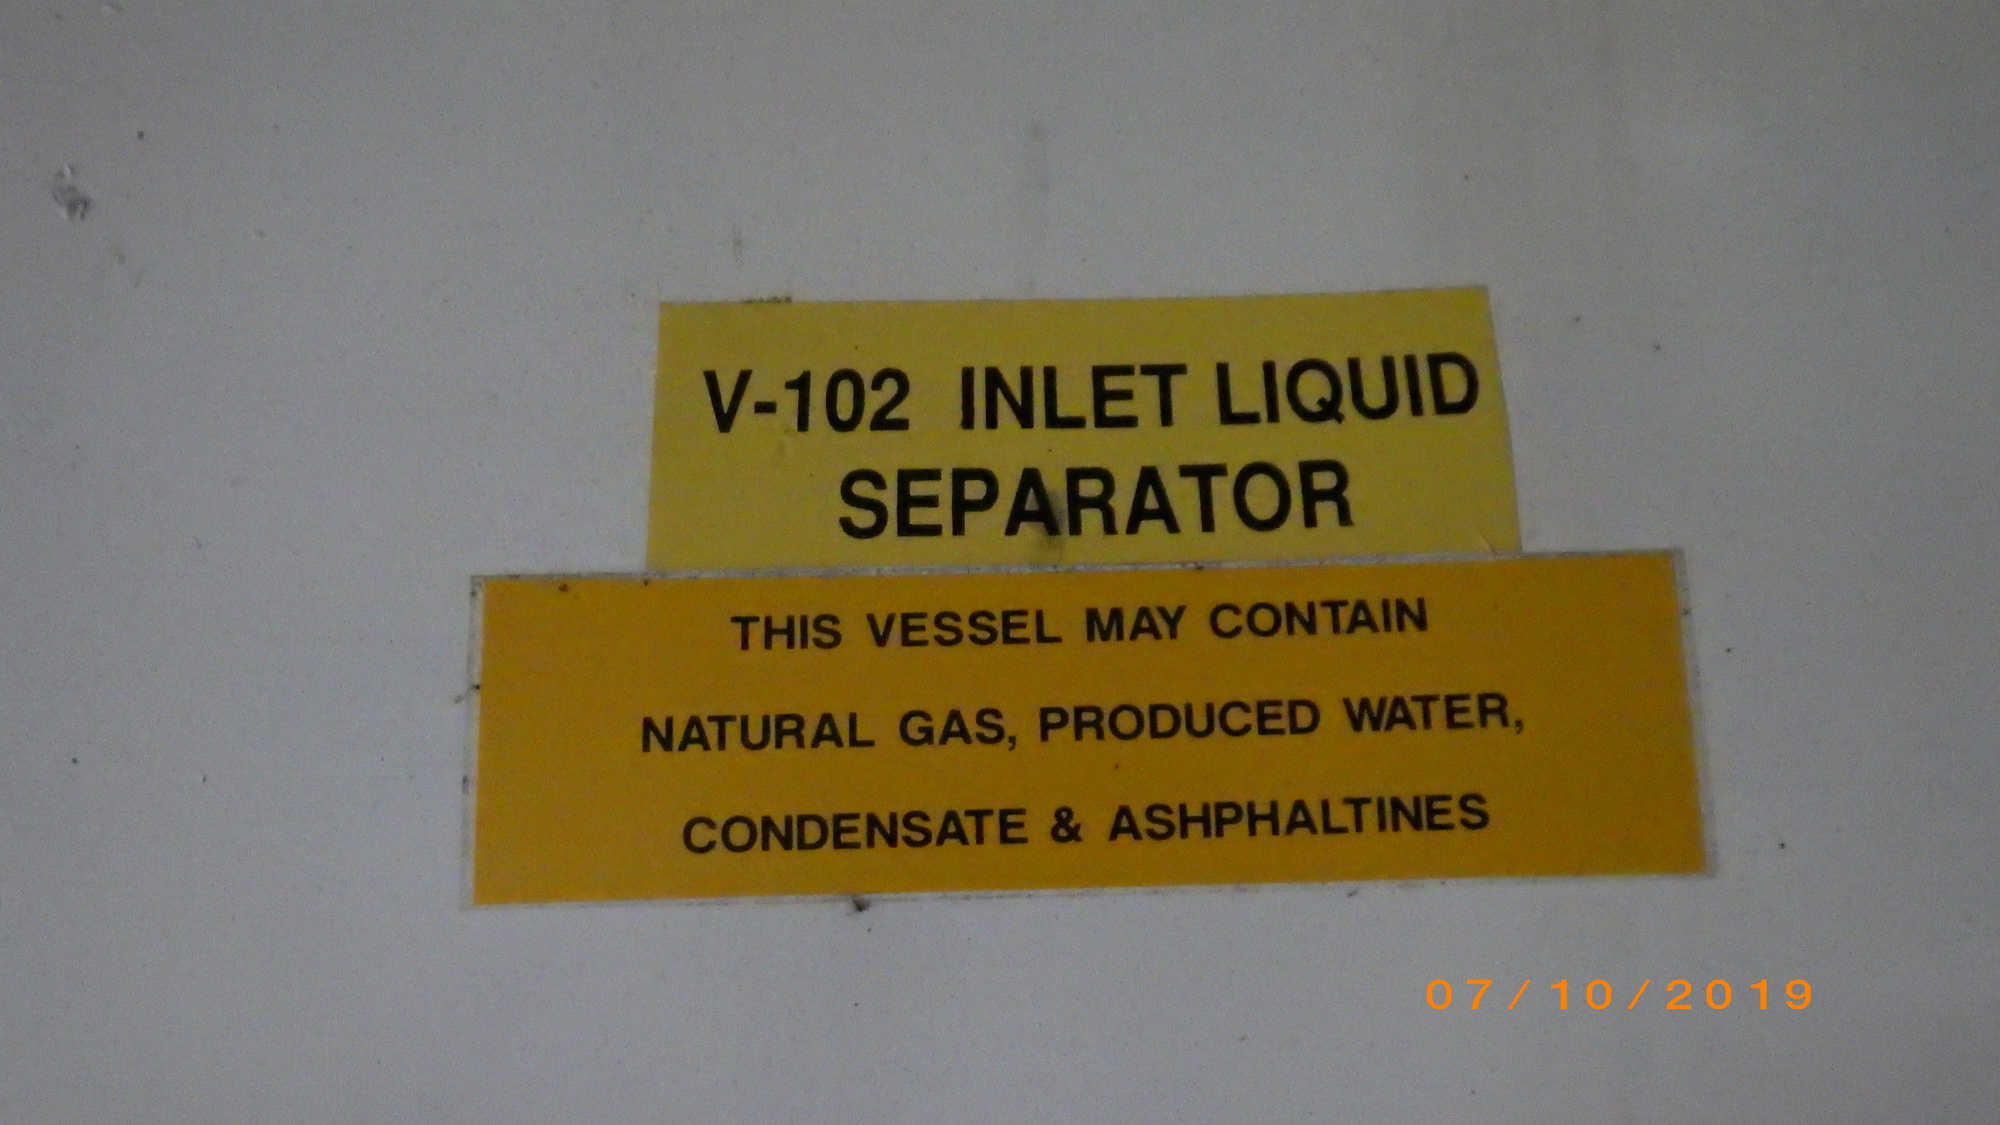 V-102 INLET LIQUID
SEPARATOR
THIS VESSEL MAY CONTAIN
NATURAL GAS, PRODUCED WATER,
CONDENSATE & ASHPHALTINES
07/10/2019